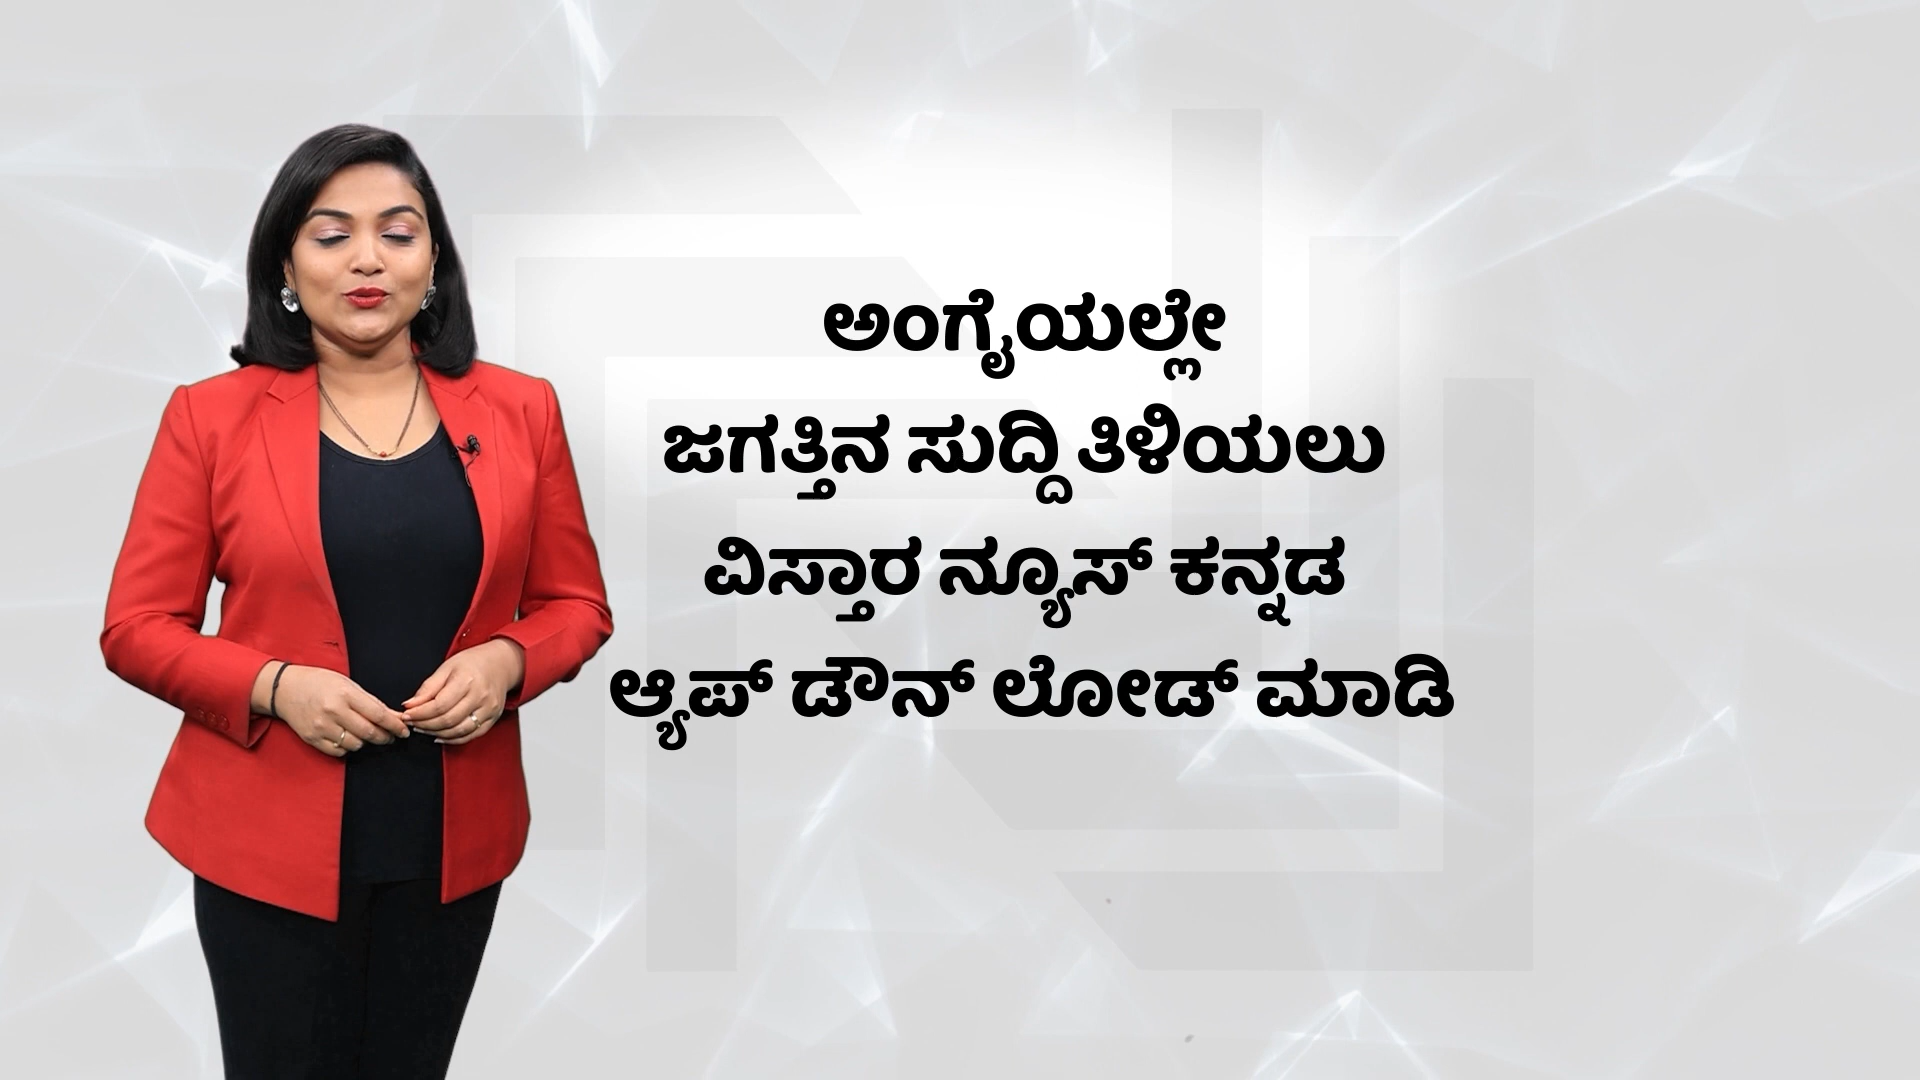 ಅಂಗೈಯಲ್ಲೇ
ಜಗತ್ತಿನ ಸುದ್ದಿ ತಿಳಿಯಲು
ವಿಸ್ತಾರ ನ್ಯೂಸ್ ಕನ್ನಡ
ಆ್ಯಪ್ ಡೌನ್ ಲೋಡ್ ಮಾಡಿ